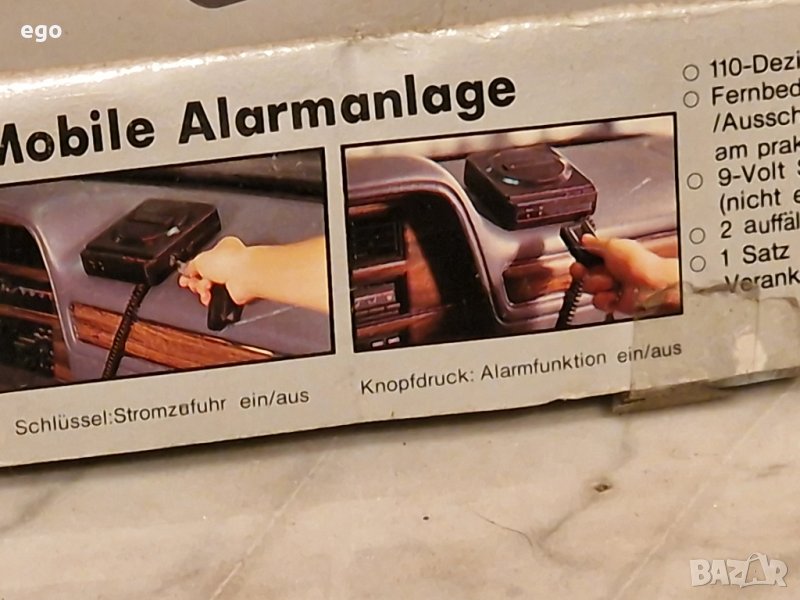 ego
Mobile Alarmanlage
Schlüssel:Stromzufuhr ein/aus
Knopfdruck: Alarmfunktion ein/aus
○ 110-Dezi
○ Fernbed
/Aussch
am prak
○ 9-Volt S
(nicht e
○ 2 auffäl
○ 1 Satz
Verank
BAZAR